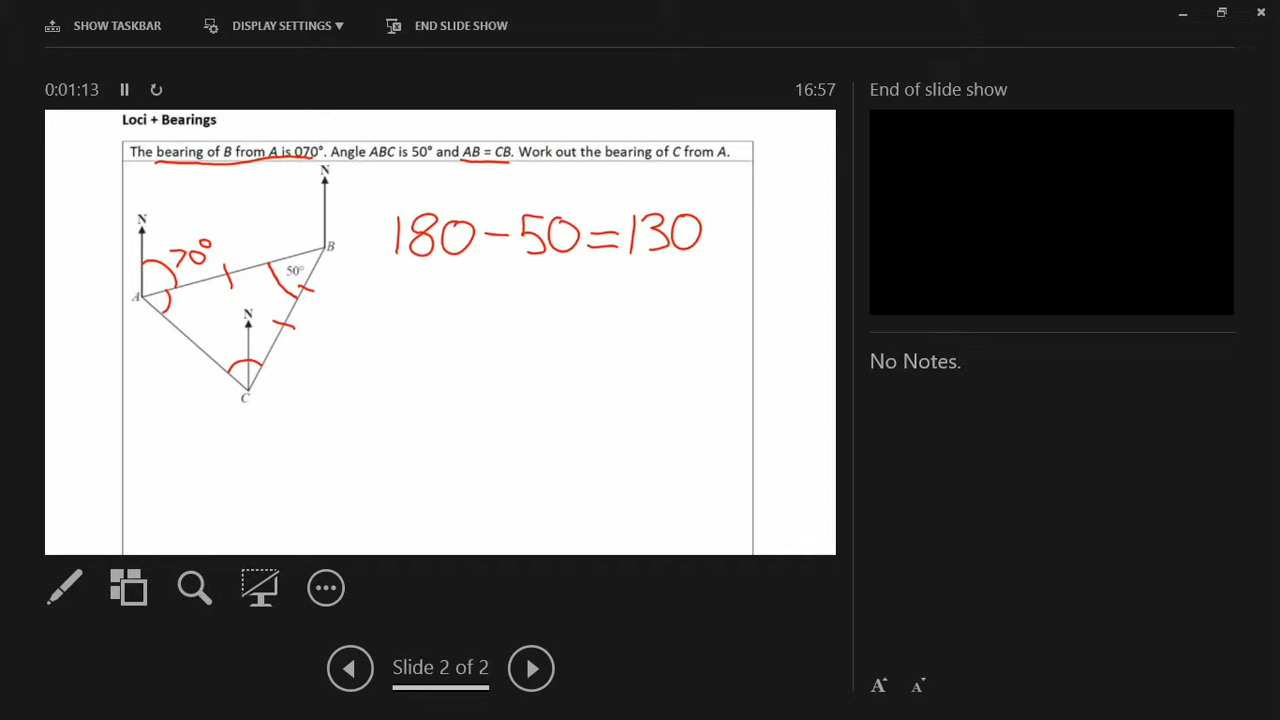 SHOW TASKBAR DISPLAY SETTINGS ▼ END SLIDE SHOW
0:01:13
16:57
End of slide show
Loci + Bearings
The bearing of B from A is 070°. Angle ABC is 50° and AB = CB. Work out the bearing of C from A.
N
N
70°
180 - 50 = 130
B
50°
A
N
C
No Notes.
Slide 2 of 2
A A